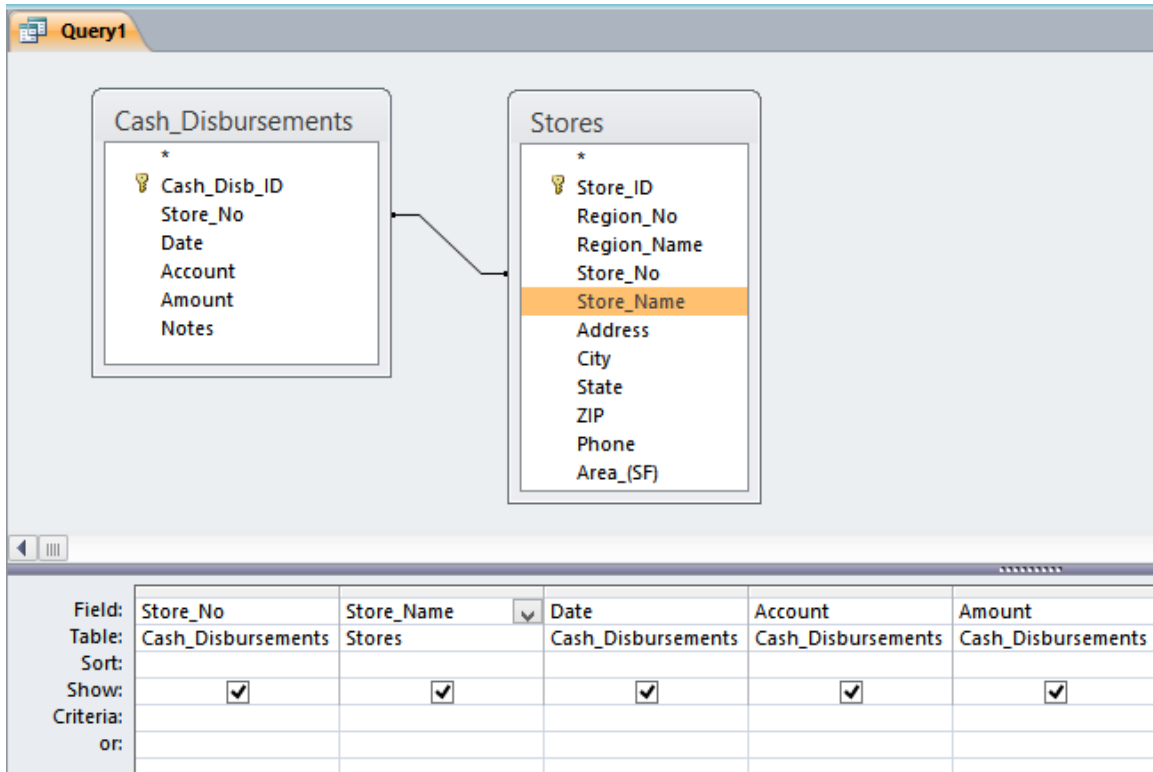 Query1
Cash_Disbursements
*
Cash_Disb_ID
Store_No
Date
Account
Amount
Notes
Stores
*
Store_ID
Region_No
Region_Name
Store_No
Store_Name
Address
City
State
ZIP
Phone
Area_(SF)
Field: Store_No Store_Name Date Account Amount
Table: Cash_Disbursements Stores Cash_Disbursements Cash_Disbursements Cash_Disbursements
Sort:
Show:
Criteria:
or: